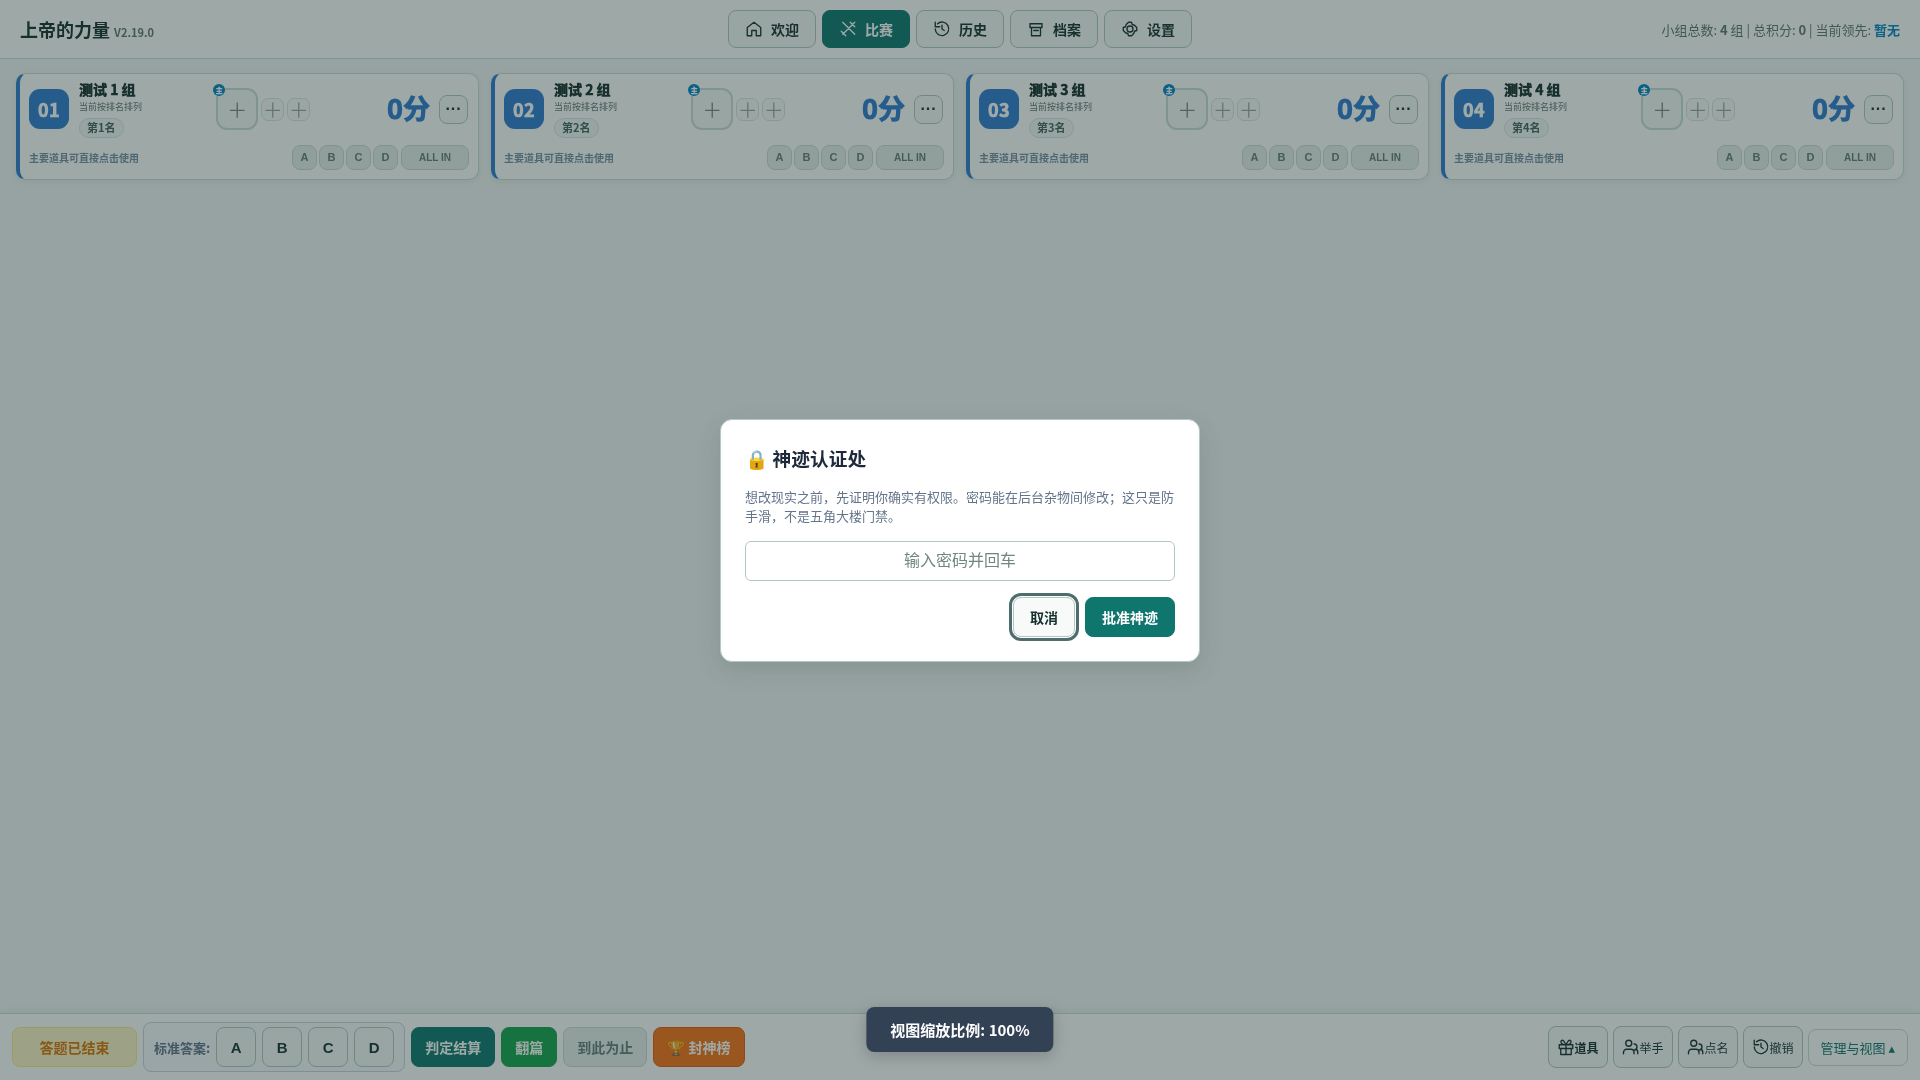 上帝的力量 V2.19.0
欢迎
比赛
历史
档案
设置
小组总数: 4 组 | 总积分: 0 | 当前领先: 暂无
01
测试 1 组
当前按排名排列
第1名
主
0分
主要道具可直接点击使用
A
B
C
D
ALL IN
02
测试 2 组
当前按排名排列
第2名
主
0分
主要道具可直接点击使用
A
B
C
D
ALL IN
03
测试 3 组
当前按排名排列
第3名
主
0分
主要道具可直接点击使用
A
B
C
D
ALL IN
04
测试 4 组
当前按排名排列
第4名
主
0分
主要道具可直接点击使用
A
B
C
D
ALL IN
🔒 神迹认证处
想改现实之前，先证明你确实有权限。密码能在后台杂物间修改；这只是防
手滑，不是五角大楼门禁。
输入密码并回车
取消
批准神迹
视图缩放比例: 100%
答题已结束
标准答案:
A
B
C
D
判定结算
翻篇
到此为止
🏆 封神榜
道具
举手
点名
撤销
管理与视图 ▴